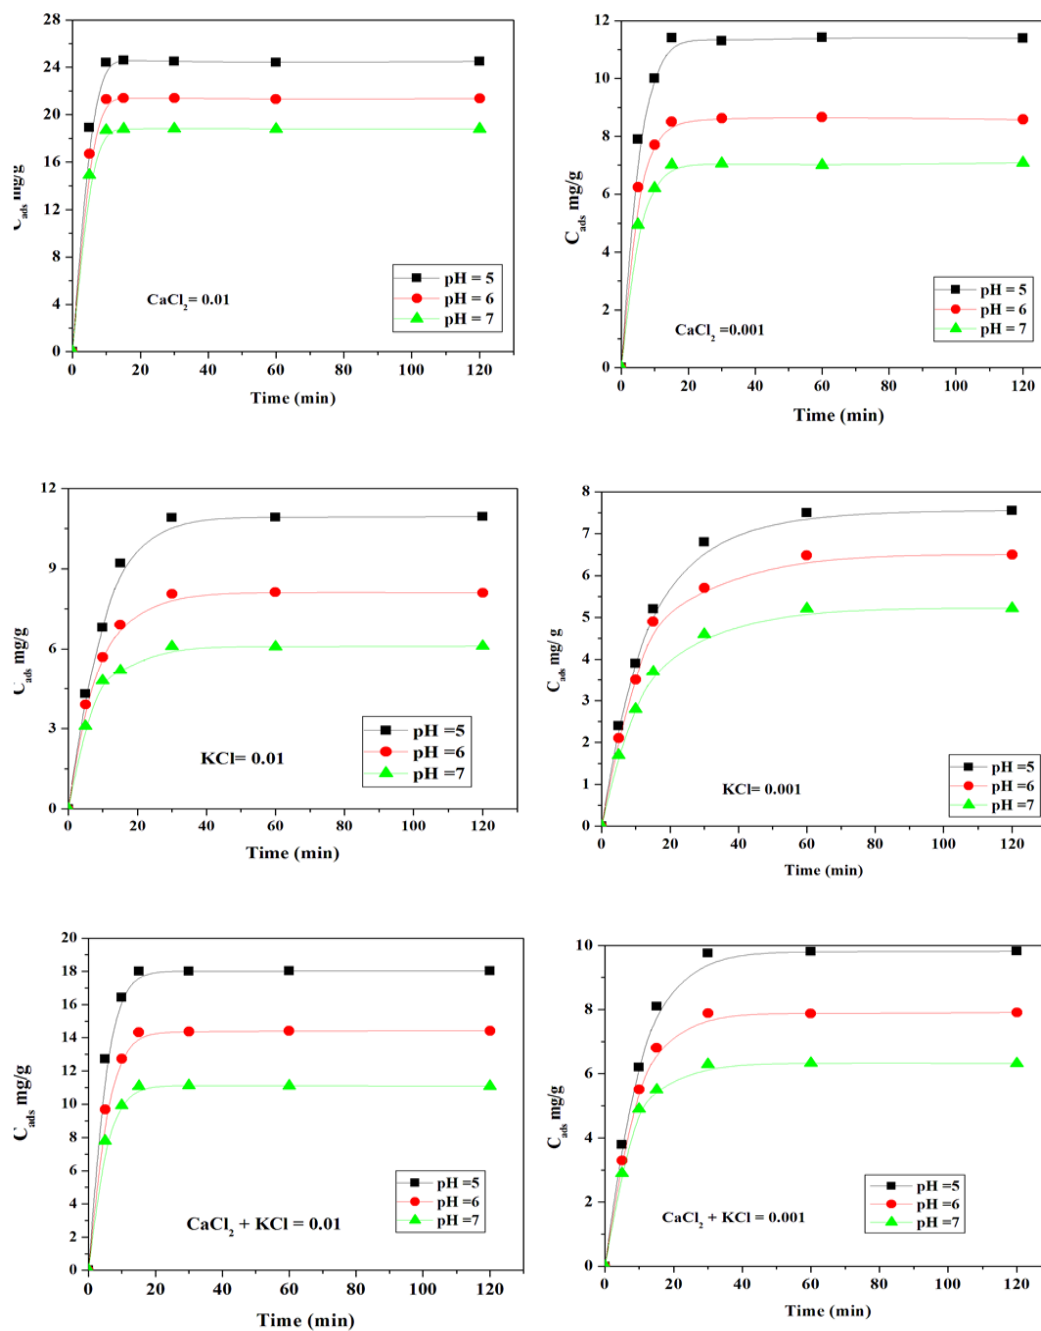 28
24
20
16
12
8
4
0
C_ads mg/g
pH = 5
pH = 6
pH = 7
CaCl₂= 0.01
0 20 40 60 80 100 120
Time (min)
12
10
8
6
4
2
0
C_ads mg/g
pH = 5
pH = 6
pH = 7
CaCl₂ =0.001
0 20 40 60 80 100 120
Time (min)
12
9
6
3
0
C_ads mg/g
pH =5
pH =6
pH =7
KCl= 0.01
0 20 40 60 80 100 120
Time (min)
8
7
6
5
4
3
2
1
0
C_ads mg/ g
pH =5
pH =6
pH =7
KCl= 0.001
0 20 40 60 80 100 120
Time (min)
20
18
16
14
12
10
8
6
4
2
0
C_ads mg/g
pH =5
pH =6
pH =7
CaCl₂ + KCl = 0.01
0 20 40 60 80 100 120
Time (min)
10
8
6
4
2
0
C_ads mg/g
pH =5
pH =6
pH =7
CaCl₂ + KCl = 0.001
0 20 40 60 80 100 120
Time (min)